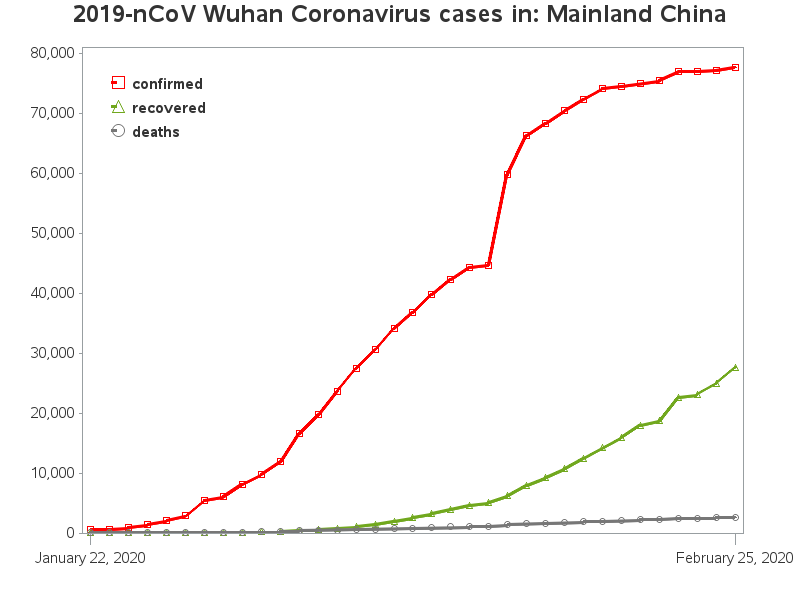 2019-nCoV Wuhan Coronavirus cases in: Mainland China
80,000
confirmed
recovered
deaths
70,000
60,000
50,000
40,000
30,000
20,000
10,000
0
January 22, 2020
February 25, 2020